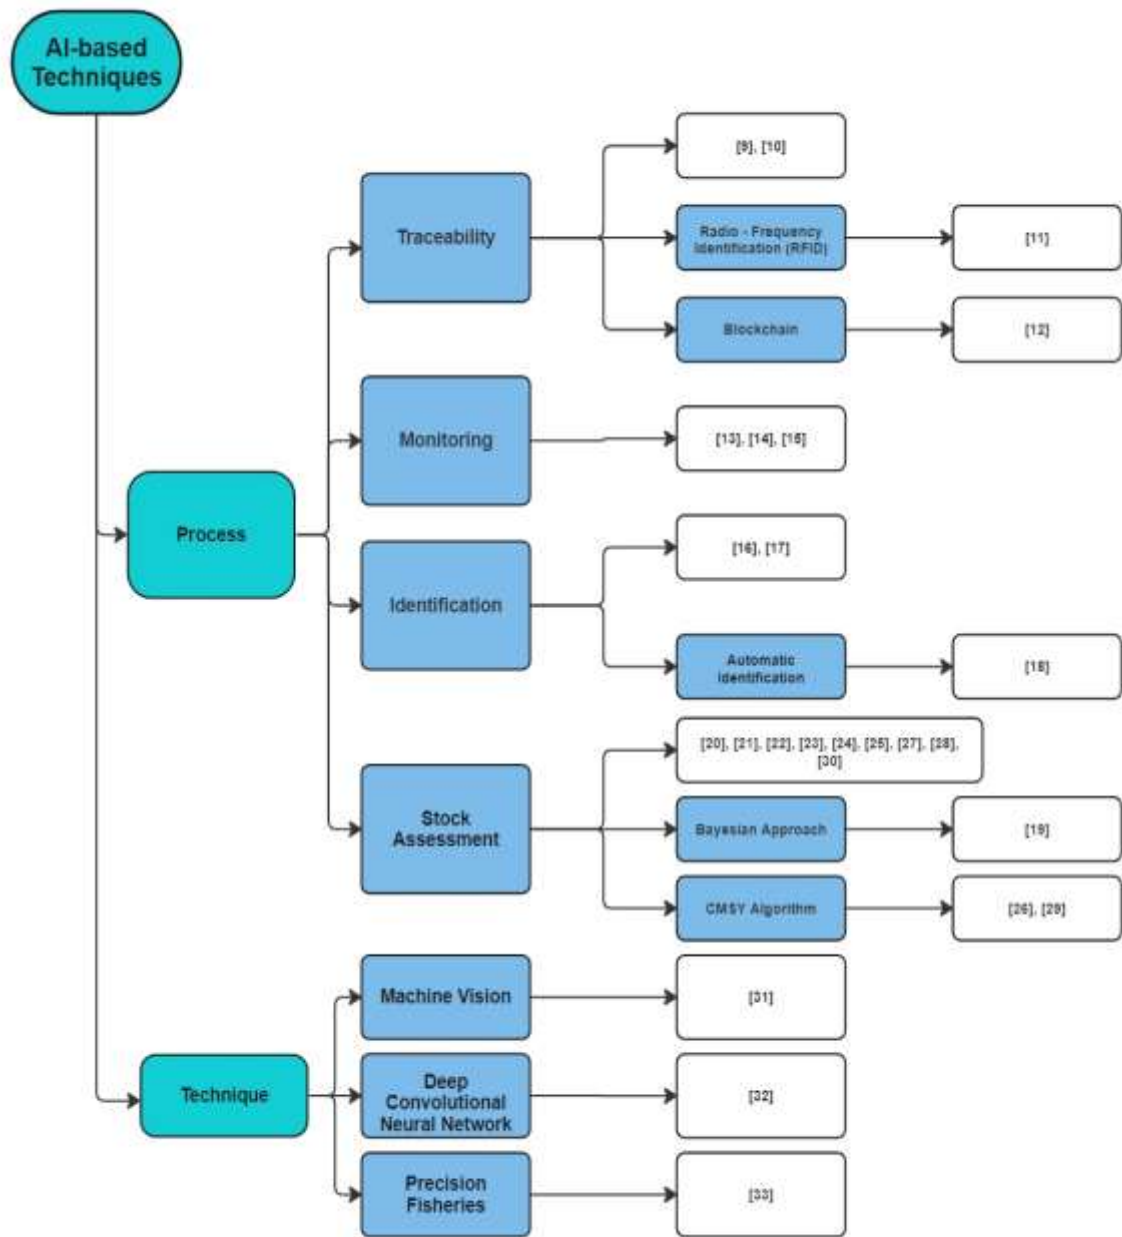 AI-based
Techniques
[9], [10]
Traceability
Radio - Frequency
Identification (RFID)
[11]
Blockchain
[12]
Monitoring
[13], [14], [15]
Process
[16], [17]
Identification
Automatic
Identification
[18]
[20], [21], [22], [23], [24], [25], [27], [28],
[30]
Stock
Assessment
Bayesian Approach
[19]
CMSY Algorithm
[26], [29]
Machine Vision
[31]
Technique
Deep
Convolutional
Neural Network
[32]
Precision
Fisheries
[33]